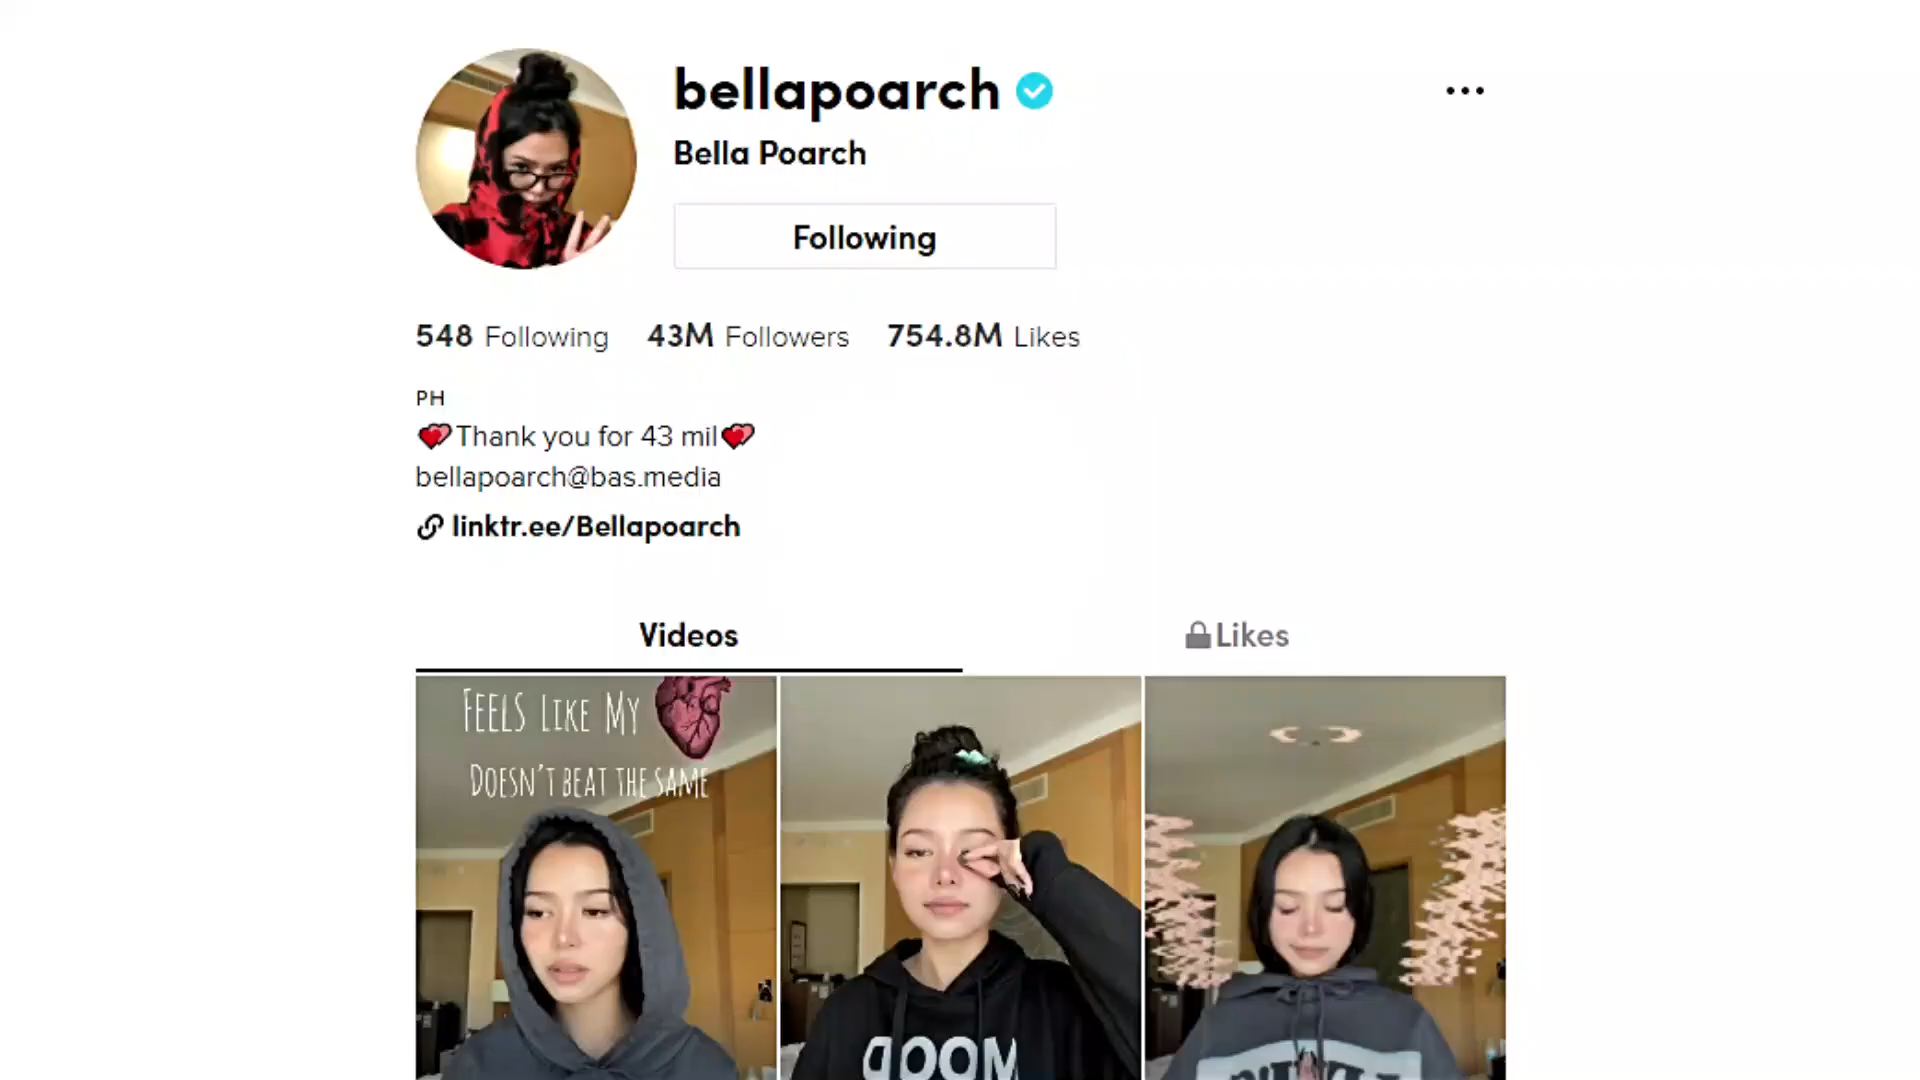 bellapoarch
Bella Poarch
Following
548 Following 43M Followers 754.8M Likes
PH
💕Thank you for 43 mil💕
bellapoarch@bas.media
linktr.ee/Bellapoarch
Videos Likes
FEELS LIKE MY
DOESN'T BEAT THE SAME